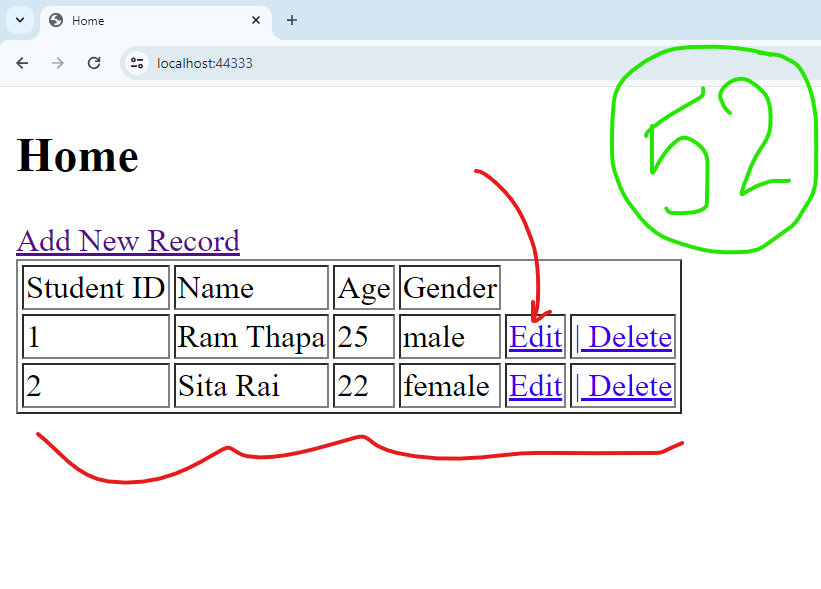 Home
localhost:44333
52
Home
Add New Record
Student ID Name Age Gender
1 Ram Thapa 25 male Edit | Delete
2 Sita Rai 22 female Edit | Delete